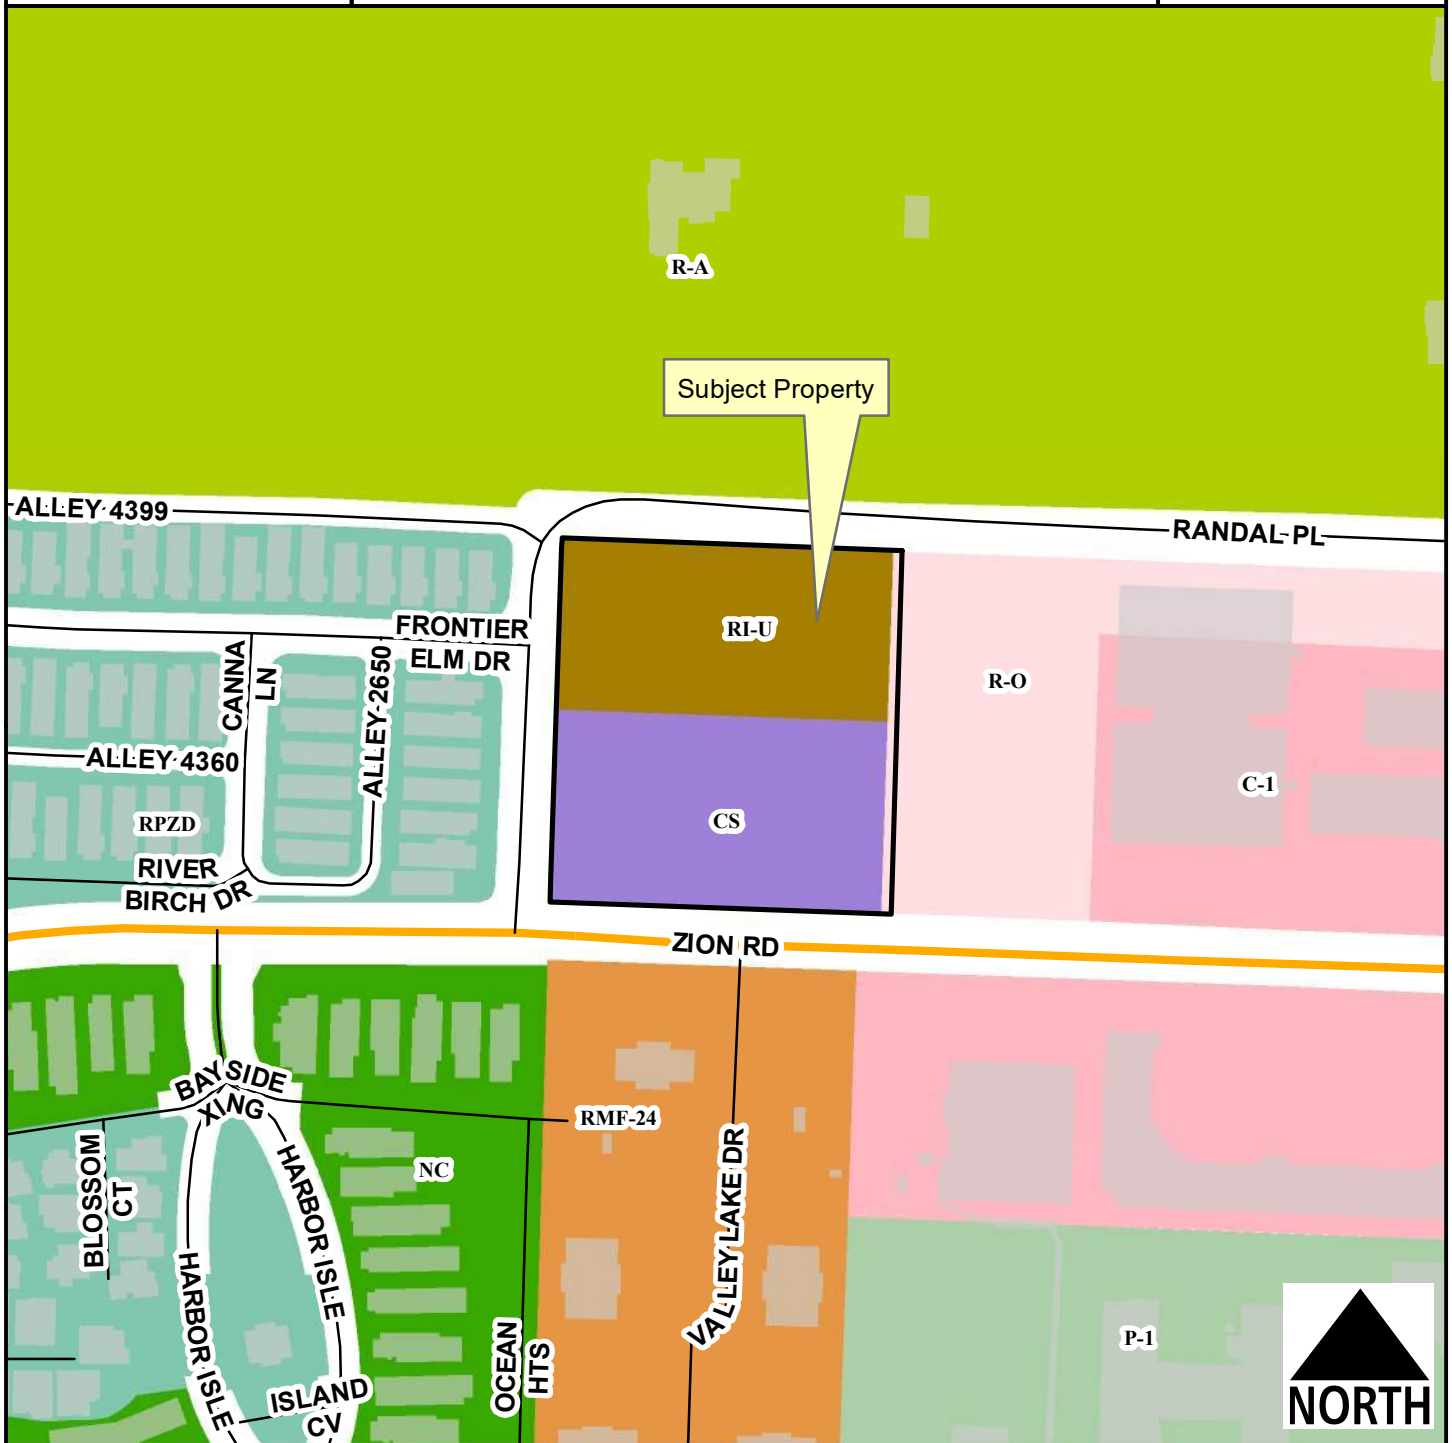 R-A
Subject Property
ALLEY 4399
RANDAL PL
FRONTIER
ELM DR
RI-U
CANNA
LN
ALLEY 2650
R-O
ALLEY 4360
C-1
RPZD
CS
RIVER
BIRCH DR
ZION RD
BAYSIDE
XING
RMF-24
NC
BLOSSOM
CT
HARBOR ISLE
VALLEY LAKE DR
HARBOR ISLE
OCEAN
HTS
P-1
ISLAND
CV
NORTH